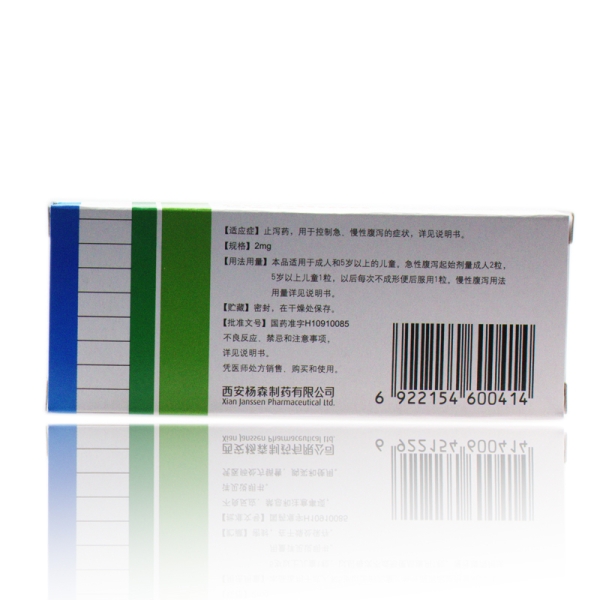 【适应症】止泻药,用于控制急、慢性腹泻的症状,详见说明书。
【规格】2mg
【用法用量】本品适用于成人和5岁以上的儿童,急性腹泻起始剂量成人2粒,
5岁以上儿童1粒,以后每次不成形便后服用1粒,慢性腹泻用法
用量详见说明书。
【贮藏】密封,在干燥处保存。
【批准文号】国药准字H10910085
不良反应、禁忌和注意事项,
详见说明书。
凭医师处方销售、购买和使用。
西安杨森制药有限公司
Xian Janssen Pharmaceutical Ltd.
6 922154 600414